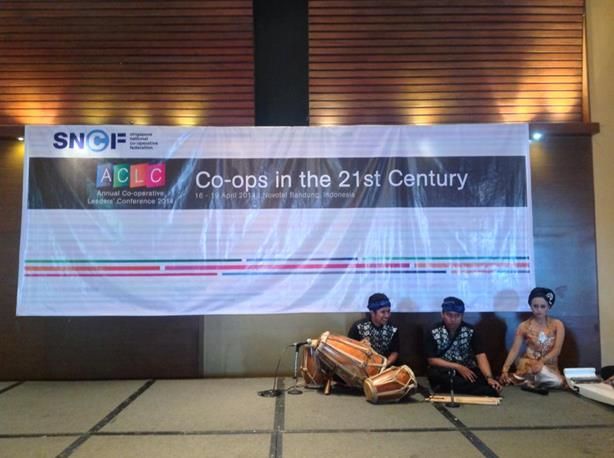 SNCF
singapore
national
co-operative
federation
ACLC
Annual Co-operative
Leaders' Conference 2014
Co-ops in the 21st Century
16 - 19 April 2014 | Novotel Bandung, Indonesia